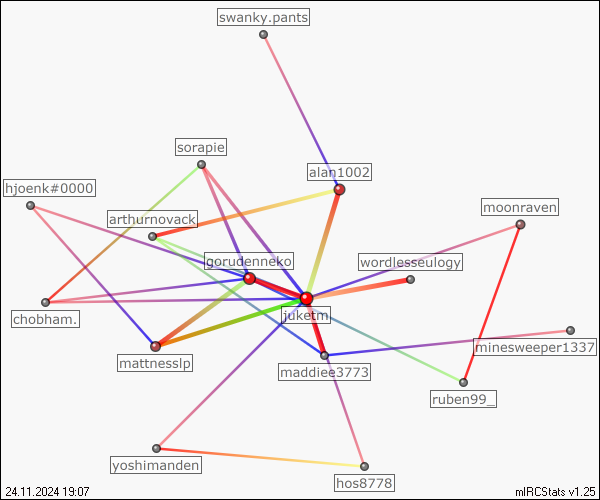 swanky.pants
sorapie
alan1002
hjoenk#0000
arthurnovack
moonraven
gorudenneko
wordlesseulogy
juketm
chobham.
minesweeper1337
mattnesslp
maddiee3773
ruben99_
yoshimanden
hos8778
24.11.2024 19:07
mIRCStats v1.25